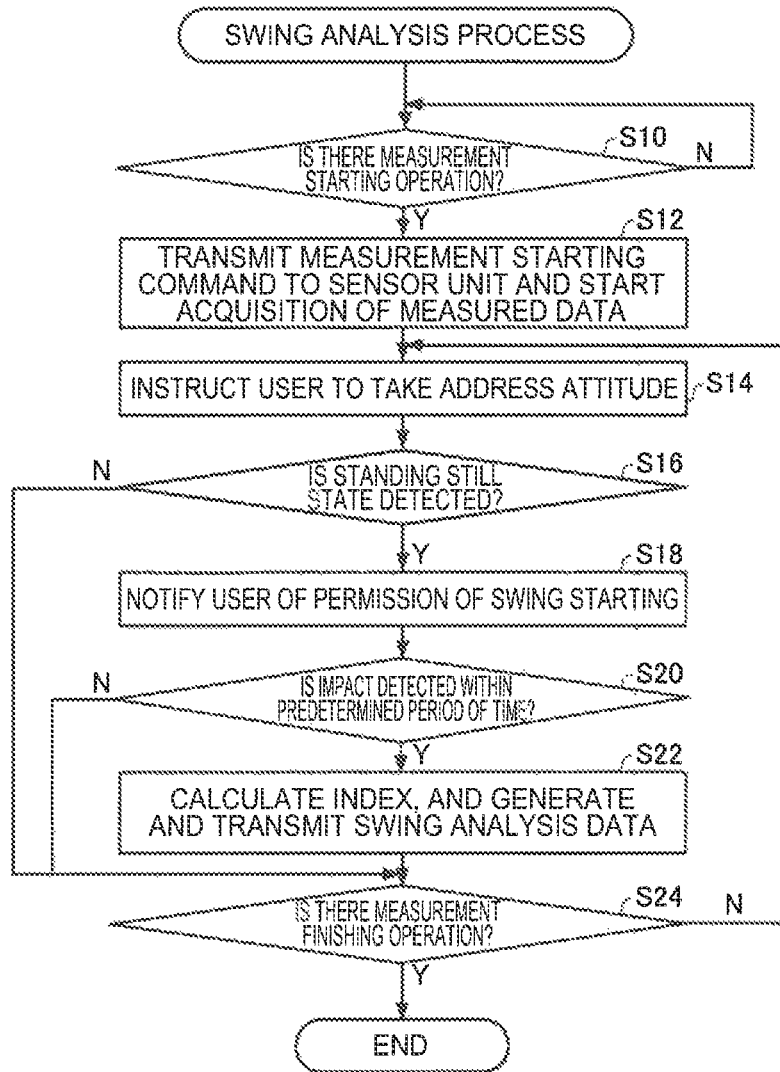 SWING ANALYSIS PROCESS
S10
IS THERE MEASUREMENT
STARTING OPERATION?
N
Y
S12
TRANSMIT MEASUREMENT STARTING
COMMAND TO SENSOR UNIT AND START
ACQUISITION OF MEASURED DATA
INSTRUCT USER TO TAKE ADDRESS ATTITUDE
S14
N
S16
IS STANDING STILL
STATE DETECTED?
Y
S18
NOTIFY USER OF PERMISSION OF SWING STARTING
N
S20
IS IMPACT DETECTED WITHIN
PREDETERMINED PERIOD OF TIME?
Y
S22
CALCULATE INDEX, AND GENERATE
AND TRANSMIT SWING ANALYSIS DATA
S24
IS THERE MEASUREMENT
FINISHING OPERATION?
N
Y
END